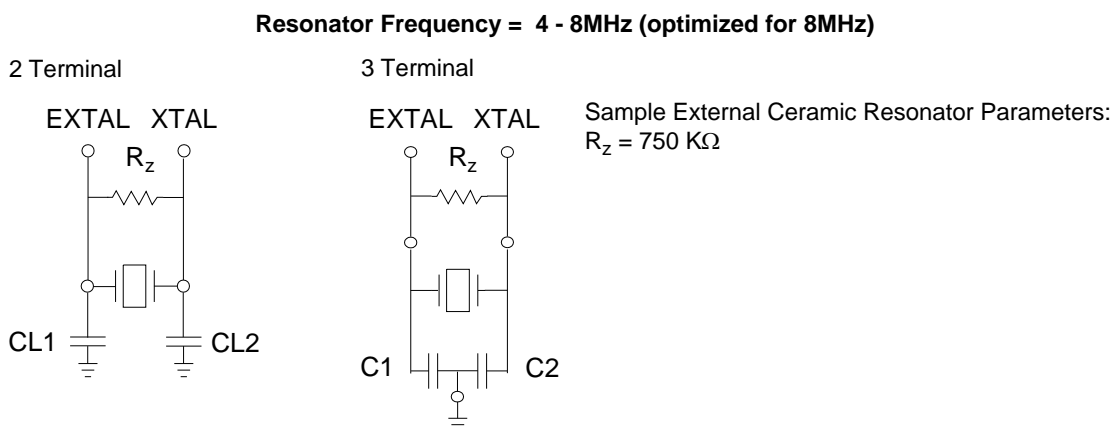 Resonator Frequency = 4 - 8MHz (optimized for 8MHz)
2 Terminal
3 Terminal
EXTAL XTAL
EXTAL XTAL
Sample External Ceramic Resonator Parameters:
Rz = 750 KΩ
Rz
Rz
CL1
CL2
C1
C2